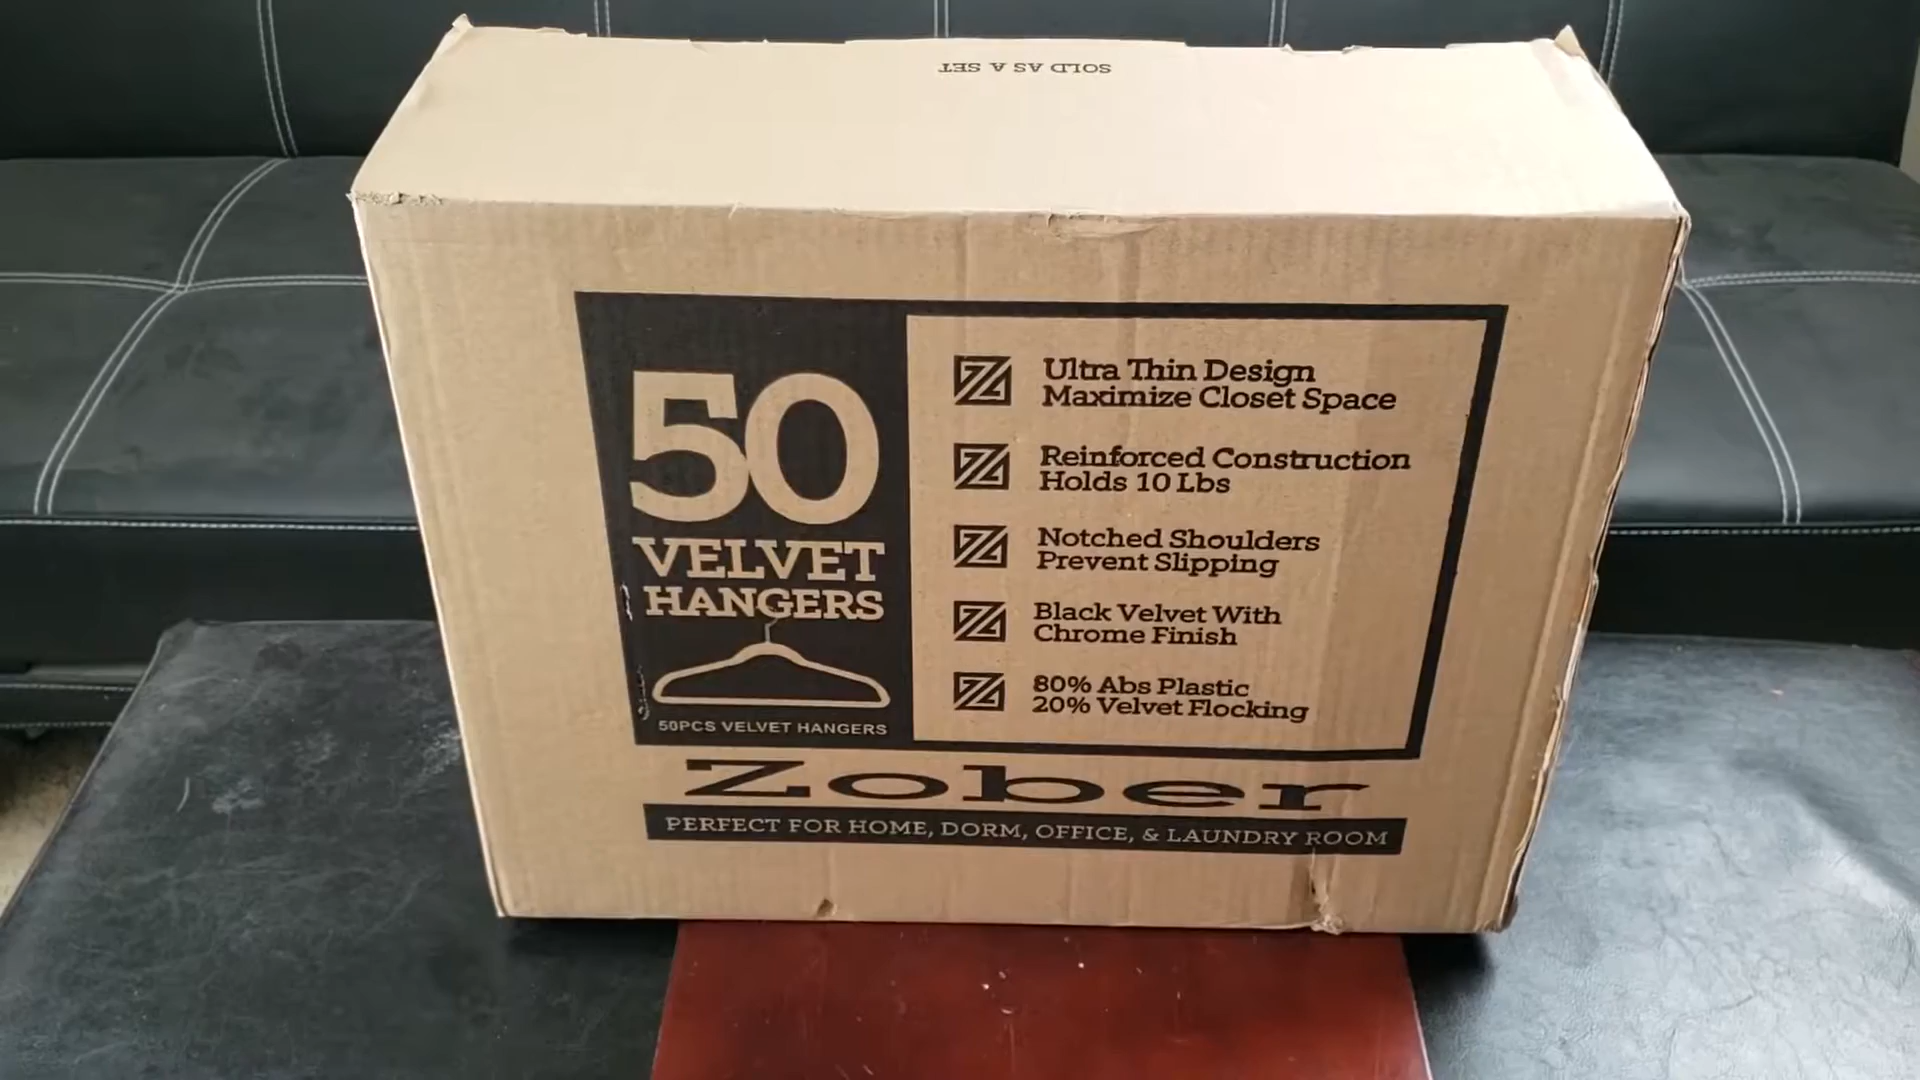 SOLD AS A SET
50
VELVET
HANGERS
50PCS VELVET HANGERS
Ultra Thin Design
Maximize Closet Space
Reinforced Construction
Holds 10 Lbs
Notched Shoulders
Prevent Slipping
Black Velvet With
Chrome Finish
80% Abs Plastic
20% Velvet Flocking
Zober
PERFECT FOR HOME, DORM, OFFICE, & LAUNDRY ROOM